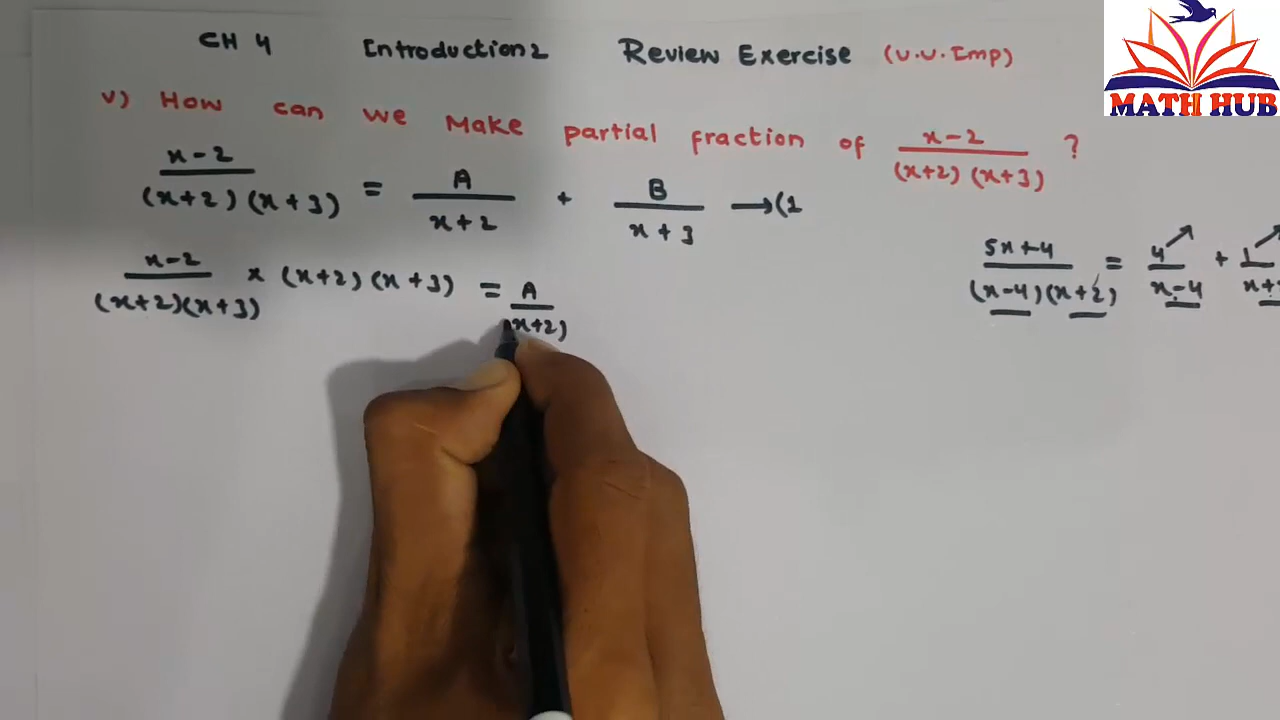 CH 4 Introduction2 Review Exercise (v.v.Imp)
MATH HUB
v) How can we Make partial fraction of x-2/(x+2)(x+3) ?
x-2/(x+2)(x+3) = A/x+2 + B/x+3 →(1
x-2/(x+2)(x+3) × (x+2)(x+3) = A/(x+2)
5x+4/(x-4)(x+2) = 4/x-4 + 1/x+